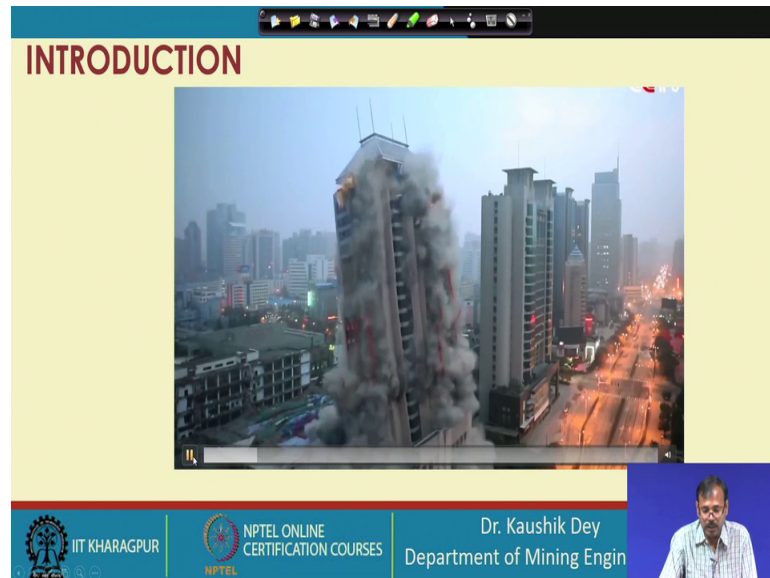 INTRODUCTION
IIT KHARAGPUR
NPTEL
NPTEL ONLINE
CERTIFICATION COURSES
Dr. Kaushik Dey
Department of Mining Engin